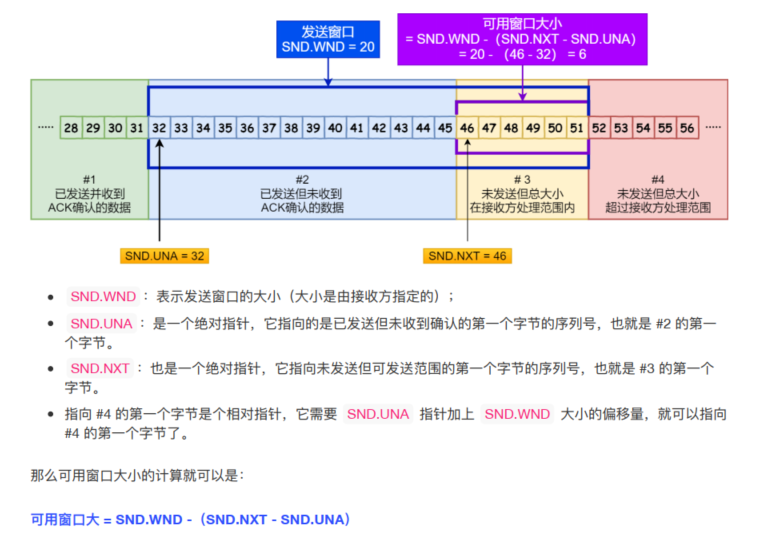 发送窗口
SND.WND = 20
可用窗口大小
= SND.WND -（SND.NXT - SND.UNA）
= 20 -（46 - 32） = 6
····· 28 29 30 31 32 33 34 35 36 37 38 39 40 41 42 43 44 45 46 47 48 49 50 51 52 53 54 55 56 ·····
#1
已发送并收到
ACK确认的数据
#2
已发送但未收到
ACK确认的数据
# 3
未发送但总大小
在接收方处理范围内
#4
未发送但总大小
超过接收方处理范围
SND.UNA = 32
SND.NXT = 46
• SND.WND ：表示发送窗口的大小（大小是由接收方指定的）；
• SND.UNA ：是一个绝对指针，它指向的是已发送但未收到确认的第一个字节的序列号，也就是 #2 的第一
个字节。
• SND.NXT ：也是一个绝对指针，它指向未发送但可发送范围的第一个字节的序列号，也就是 #3 的第一个
字节。
• 指向 #4 的第一个字节是个相对指针，它需要 SND.UNA 指针加上 SND.WND 大小的偏移量，就可以指向
#4 的第一个字节了。
那么可用窗口大小的计算就可以是：
可用窗口大 = SND.WND -（SND.NXT - SND.UNA）